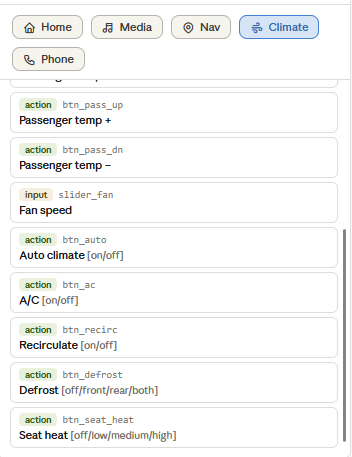 Home Media Nav Climate
Phone
action btn_pass_up
Passenger temp +
action btn_pass_dn
Passenger temp −
input slider_fan
Fan speed
action btn_auto
Auto climate [on/off]
action btn_ac
A/C [on/off]
action btn_recirc
Recirculate [on/off]
action btn_defrost
Defrost [off/front/rear/both]
action btn_seat_heat
Seat heat [off/low/medium/high]